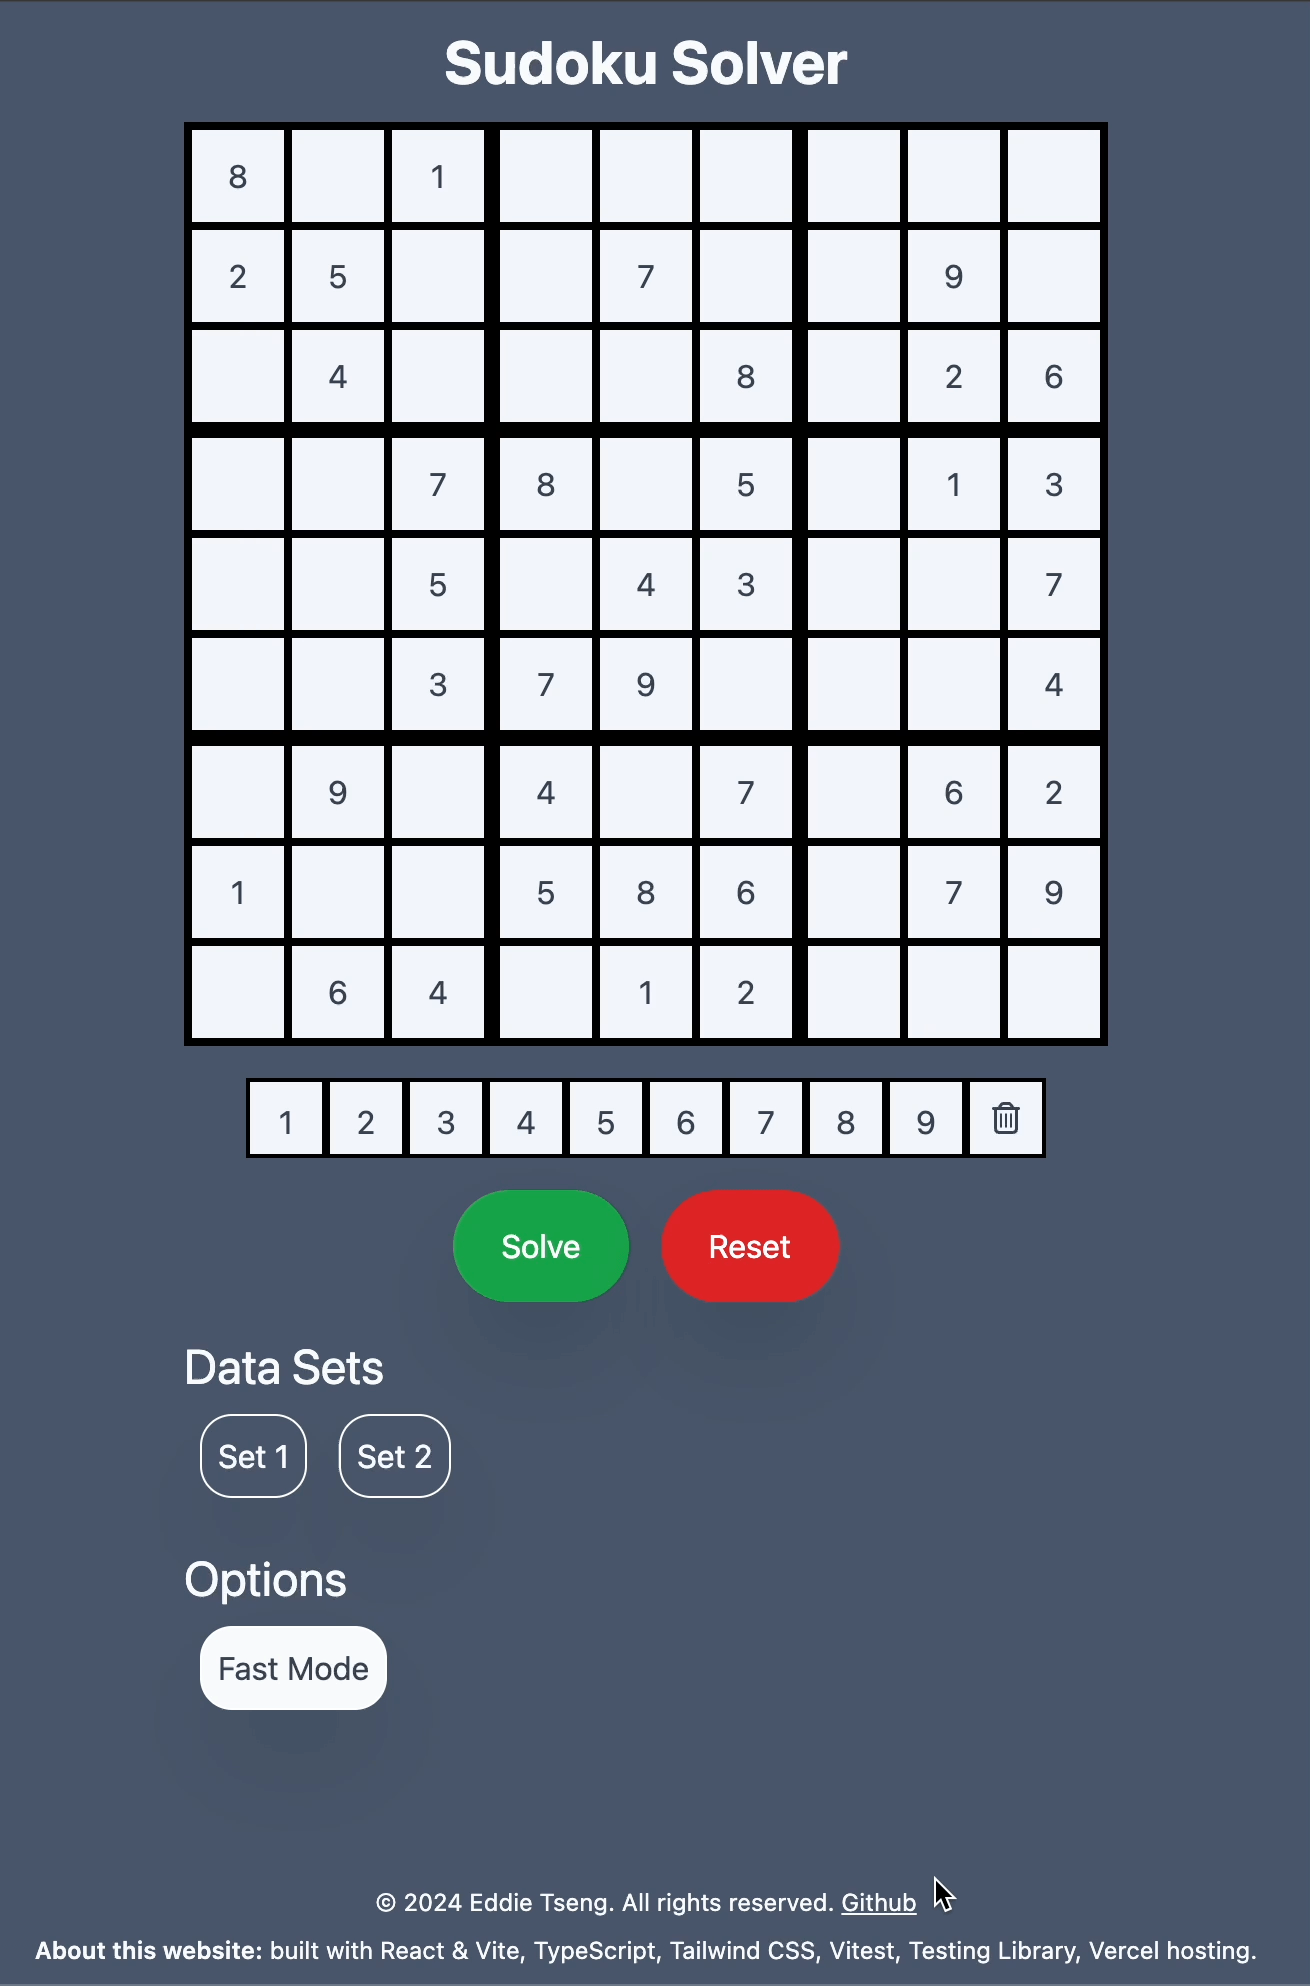 Sudoku Solver
8 1
2 5 7 9
4 8 2 6
7 8 5 1 3
5 4 3 7
3 7 9 4
9 4 7 6 2
1 5 8 6 7 9
6 4 1 2
1 2 3 4 5 6 7 8 9
Solve Reset
Data Sets
Set 1 Set 2
Options
Fast Mode
© 2024 Eddie Tseng. All rights reserved. Github
About this website: built with React & Vite, TypeScript, Tailwind CSS, Vitest, Testing Library, Vercel hosting.